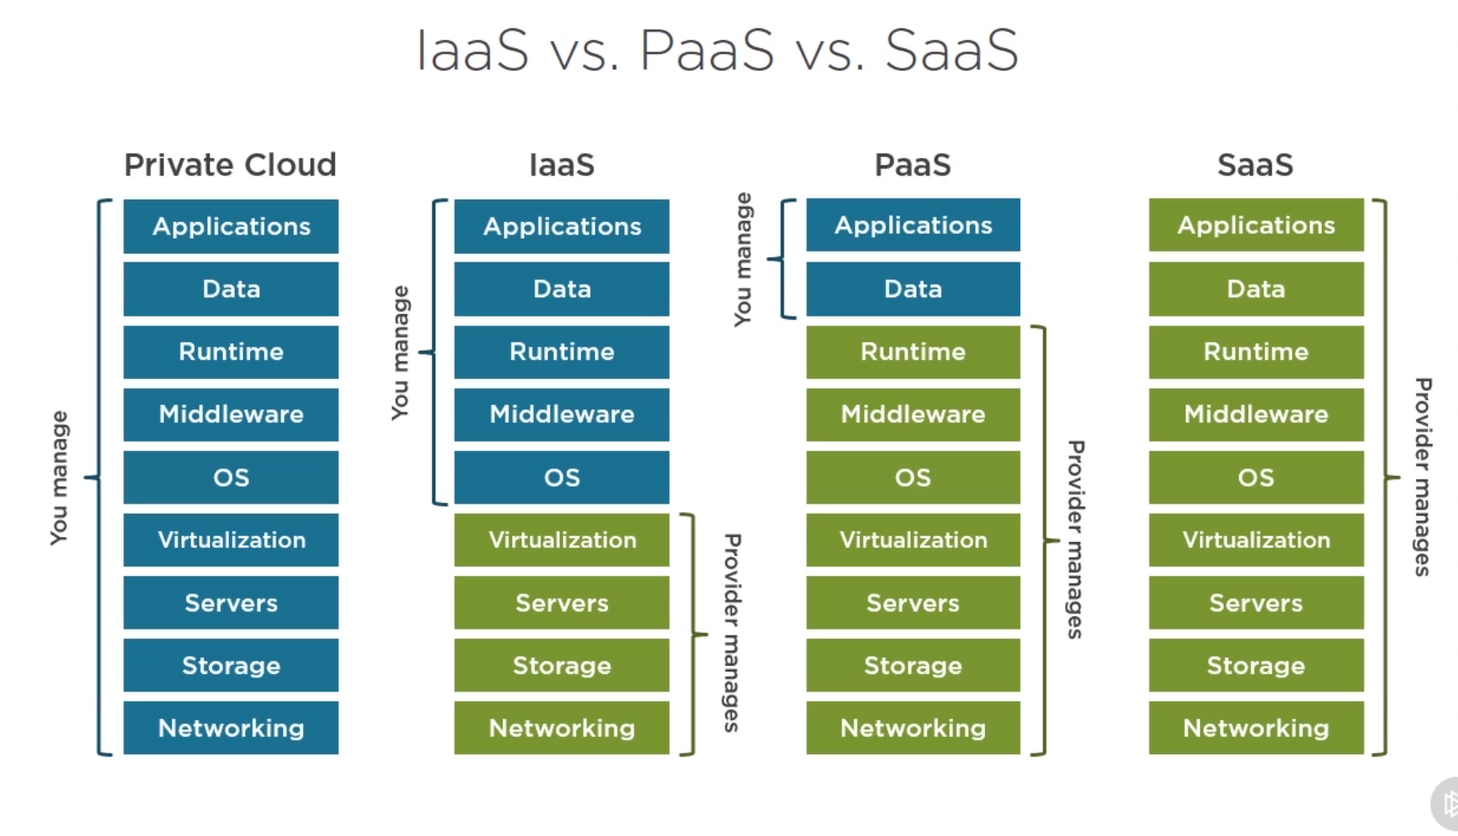 IaaS vs. PaaS vs. SaaS
Private Cloud
You manage
Applications
Data
Runtime
Middleware
OS
Virtualization
Servers
Storage
Networking
IaaS
You manage
Applications
Data
Runtime
Middleware
OS
Virtualization
Servers
Storage
Networking
Provider manages
PaaS
You manage
Applications
Data
Runtime
Middleware
OS
Virtualization
Servers
Storage
Networking
Provider manages
SaaS
Applications
Data
Runtime
Middleware
OS
Virtualization
Servers
Storage
Networking
Provider manages